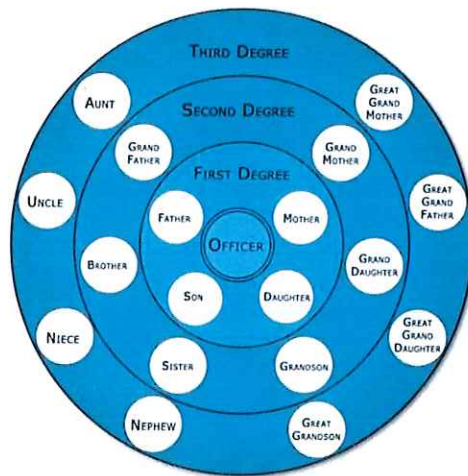 THIRD DEGREE
AUNT
GREAT
GRAND
MOTHER
SECOND DEGREE
GRAND
FATHER
GRAND
MOTHER
FIRST DEGREE
UNCLE
GREAT
GRAND
FATHER
FATHER
MOTHER
OFFICER
BROTHER
GRAND
DAUGHTER
SON
DAUGHTER
NIECE
GREAT
GRAND
DAUGHTER
SISTER
GRANDSON
NEPHEW
GREAT
GRANDSON